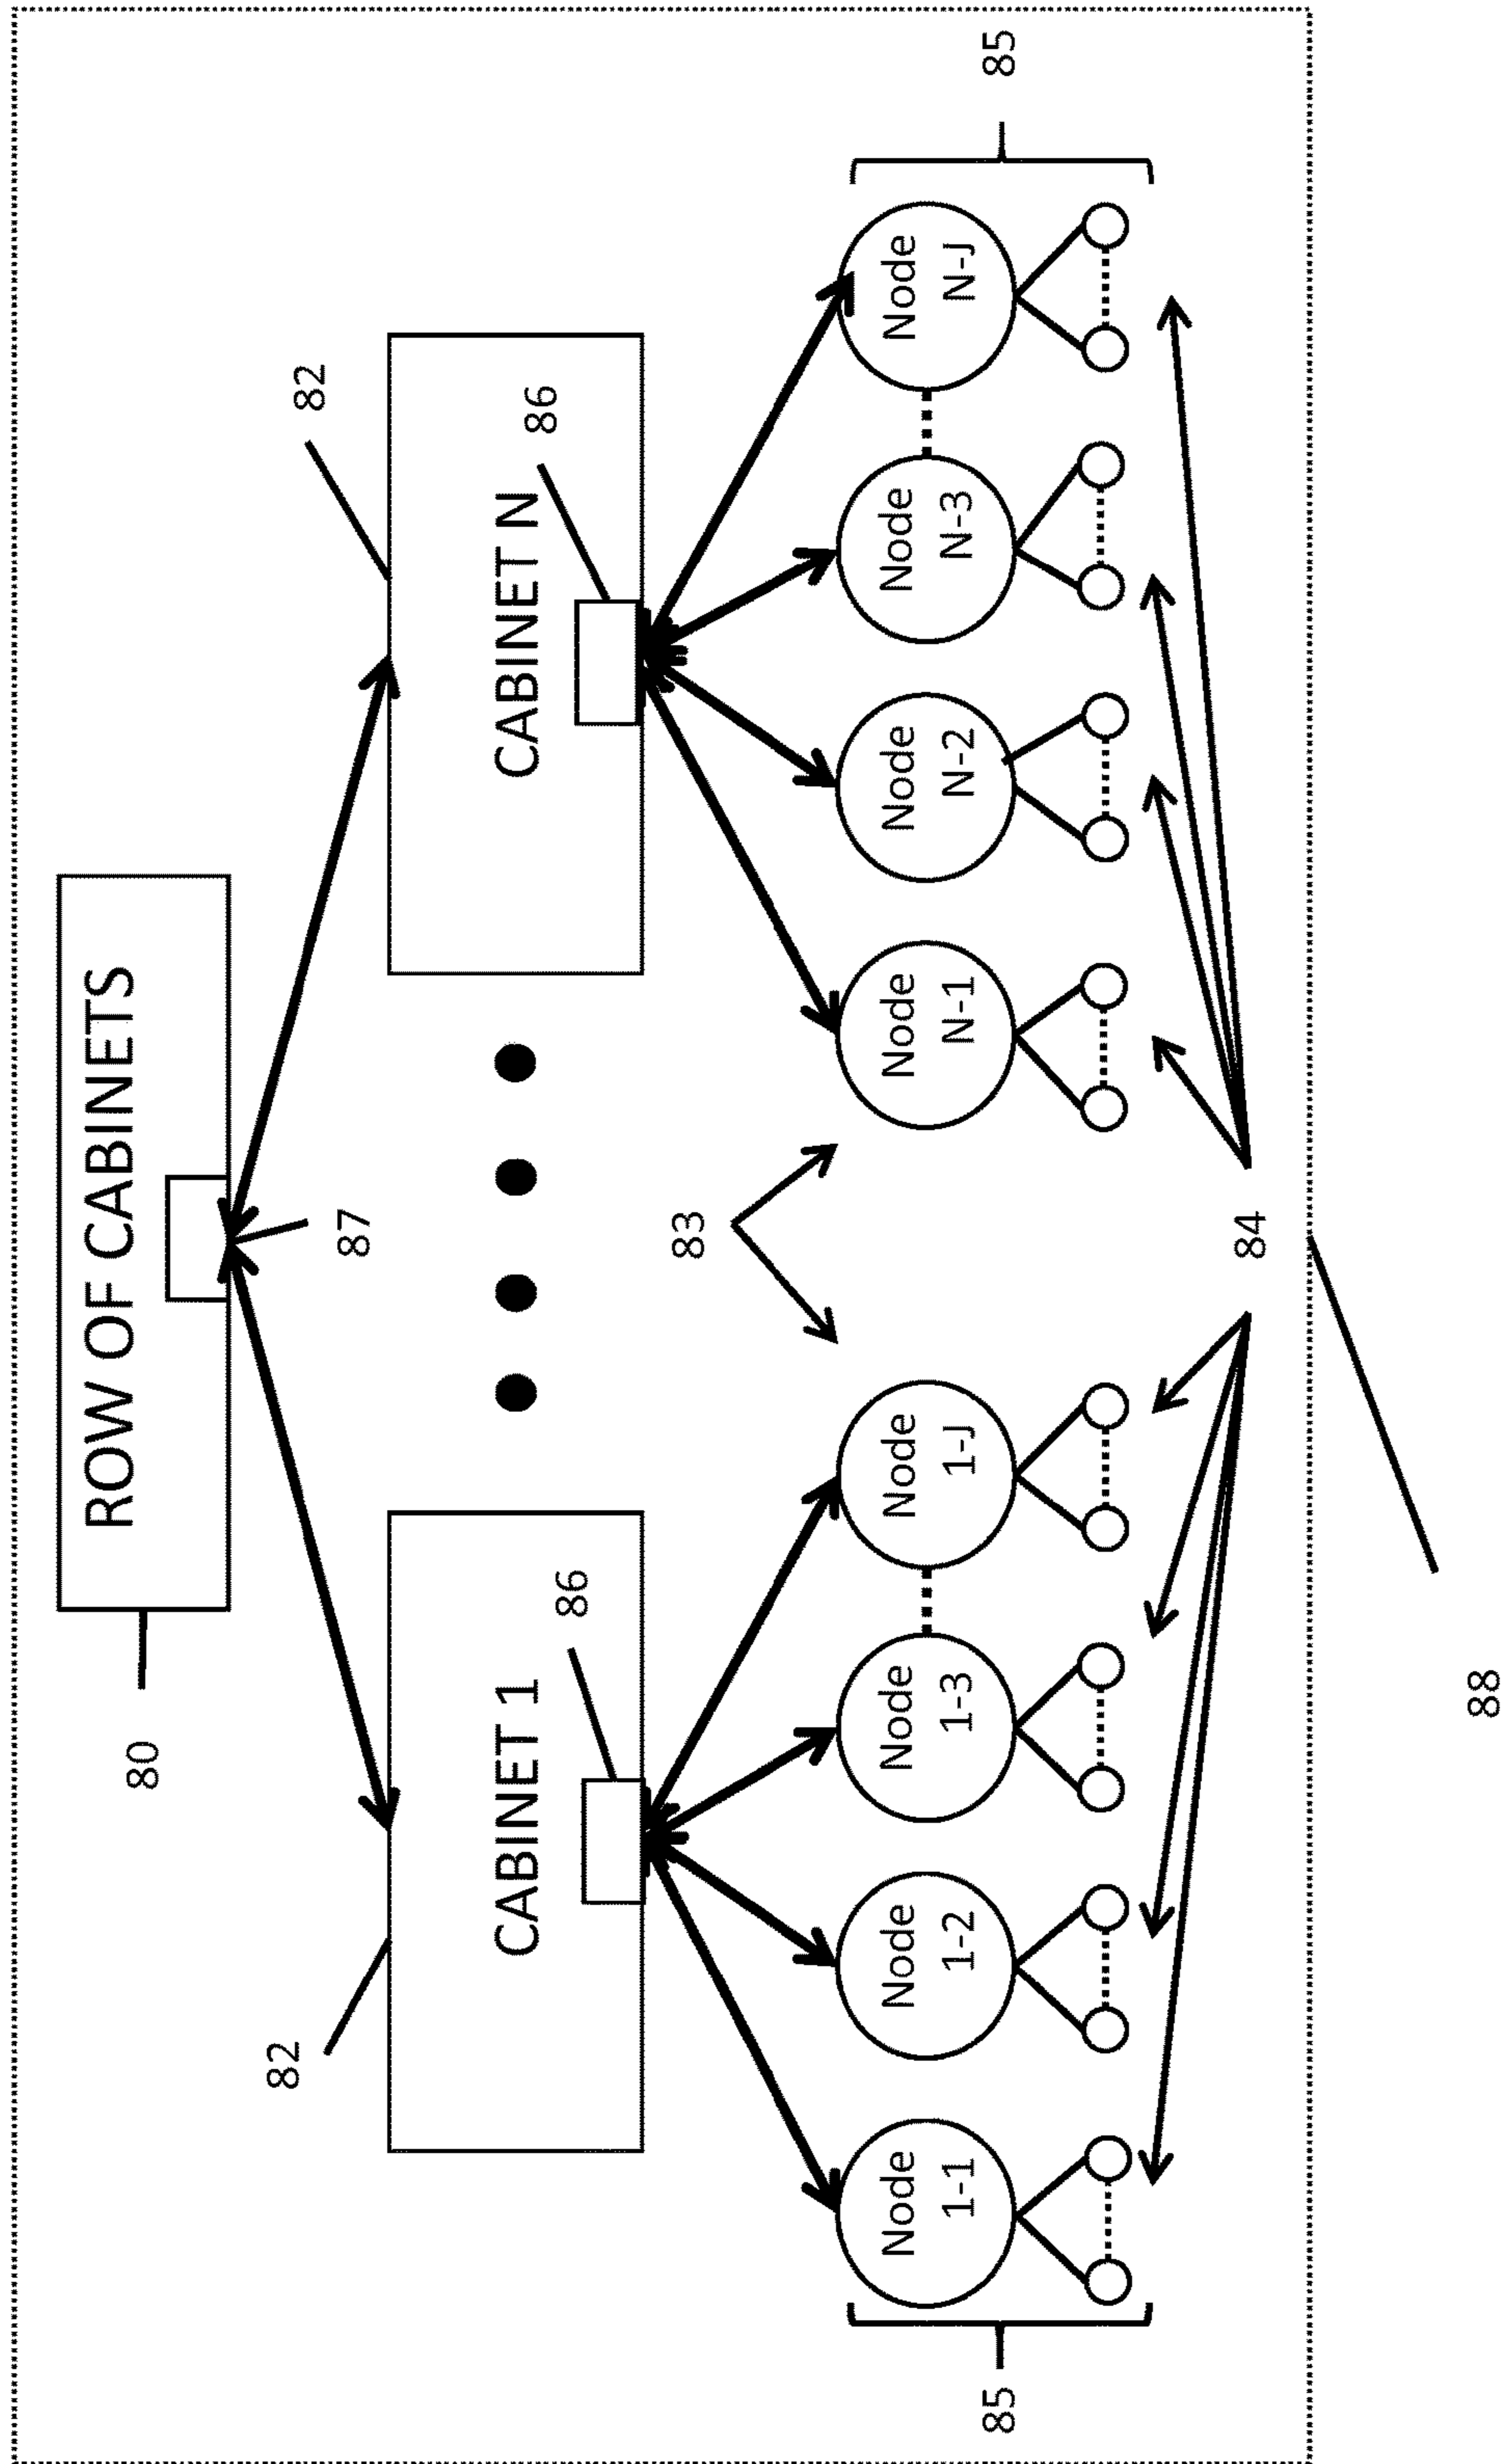 ROW OF CABINETS
80
87
82
82
CABINET 1
CABINET N
86
86
83
Node
1-1
Node
1-2
Node
1-3
Node
1-J
Node
N-1
Node
N-2
Node
N-3
Node
N-J
85
85
84
88